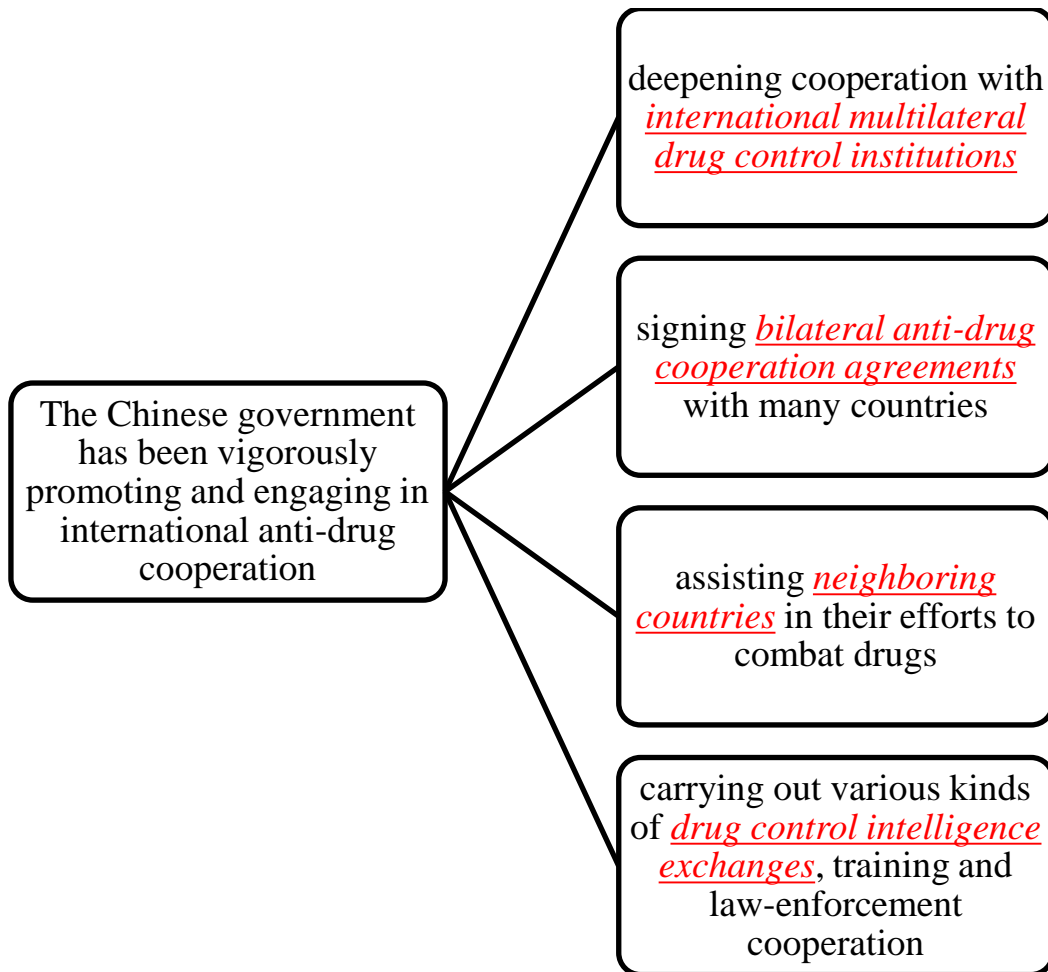 The Chinese government
has been vigorously
promoting and engaging in
international anti-drug
cooperation
deepening cooperation with
international multilateral
drug control institutions
signing bilateral anti-drug
cooperation agreements
with many countries
assisting neighboring
countries in their efforts to
combat drugs
carrying out various kinds
of drug control intelligence
exchanges, training and
law-enforcement
cooperation